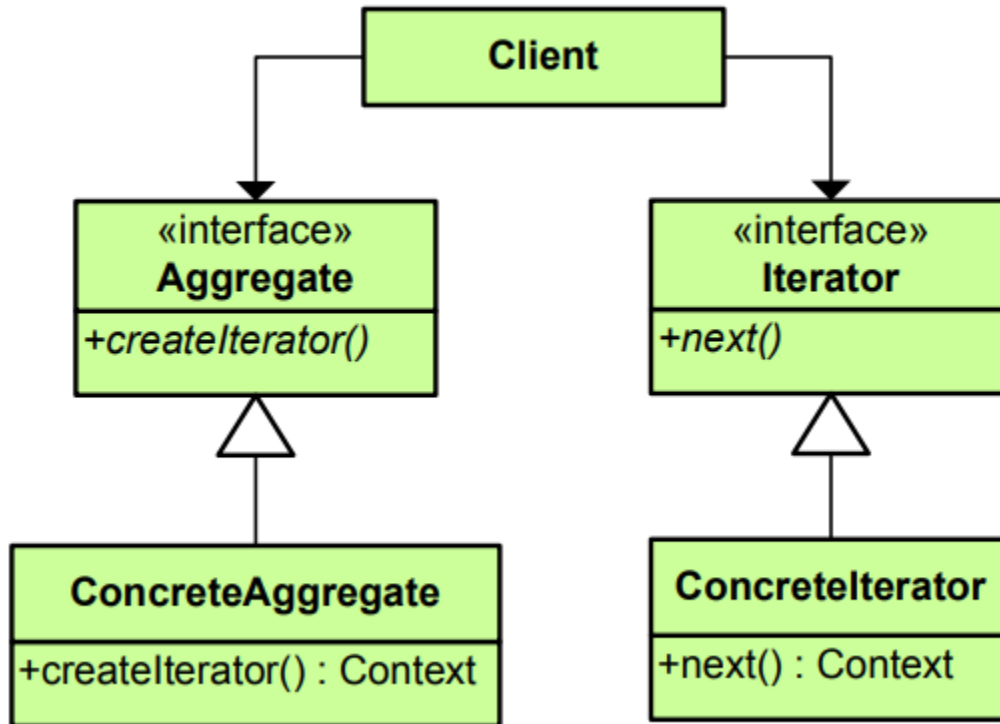 Client
«interface»
Aggregate
+createIterator()
«interface»
Iterator
+next()
ConcreteAggregate
+createIterator() : Context
ConcreteIterator
+next() : Context